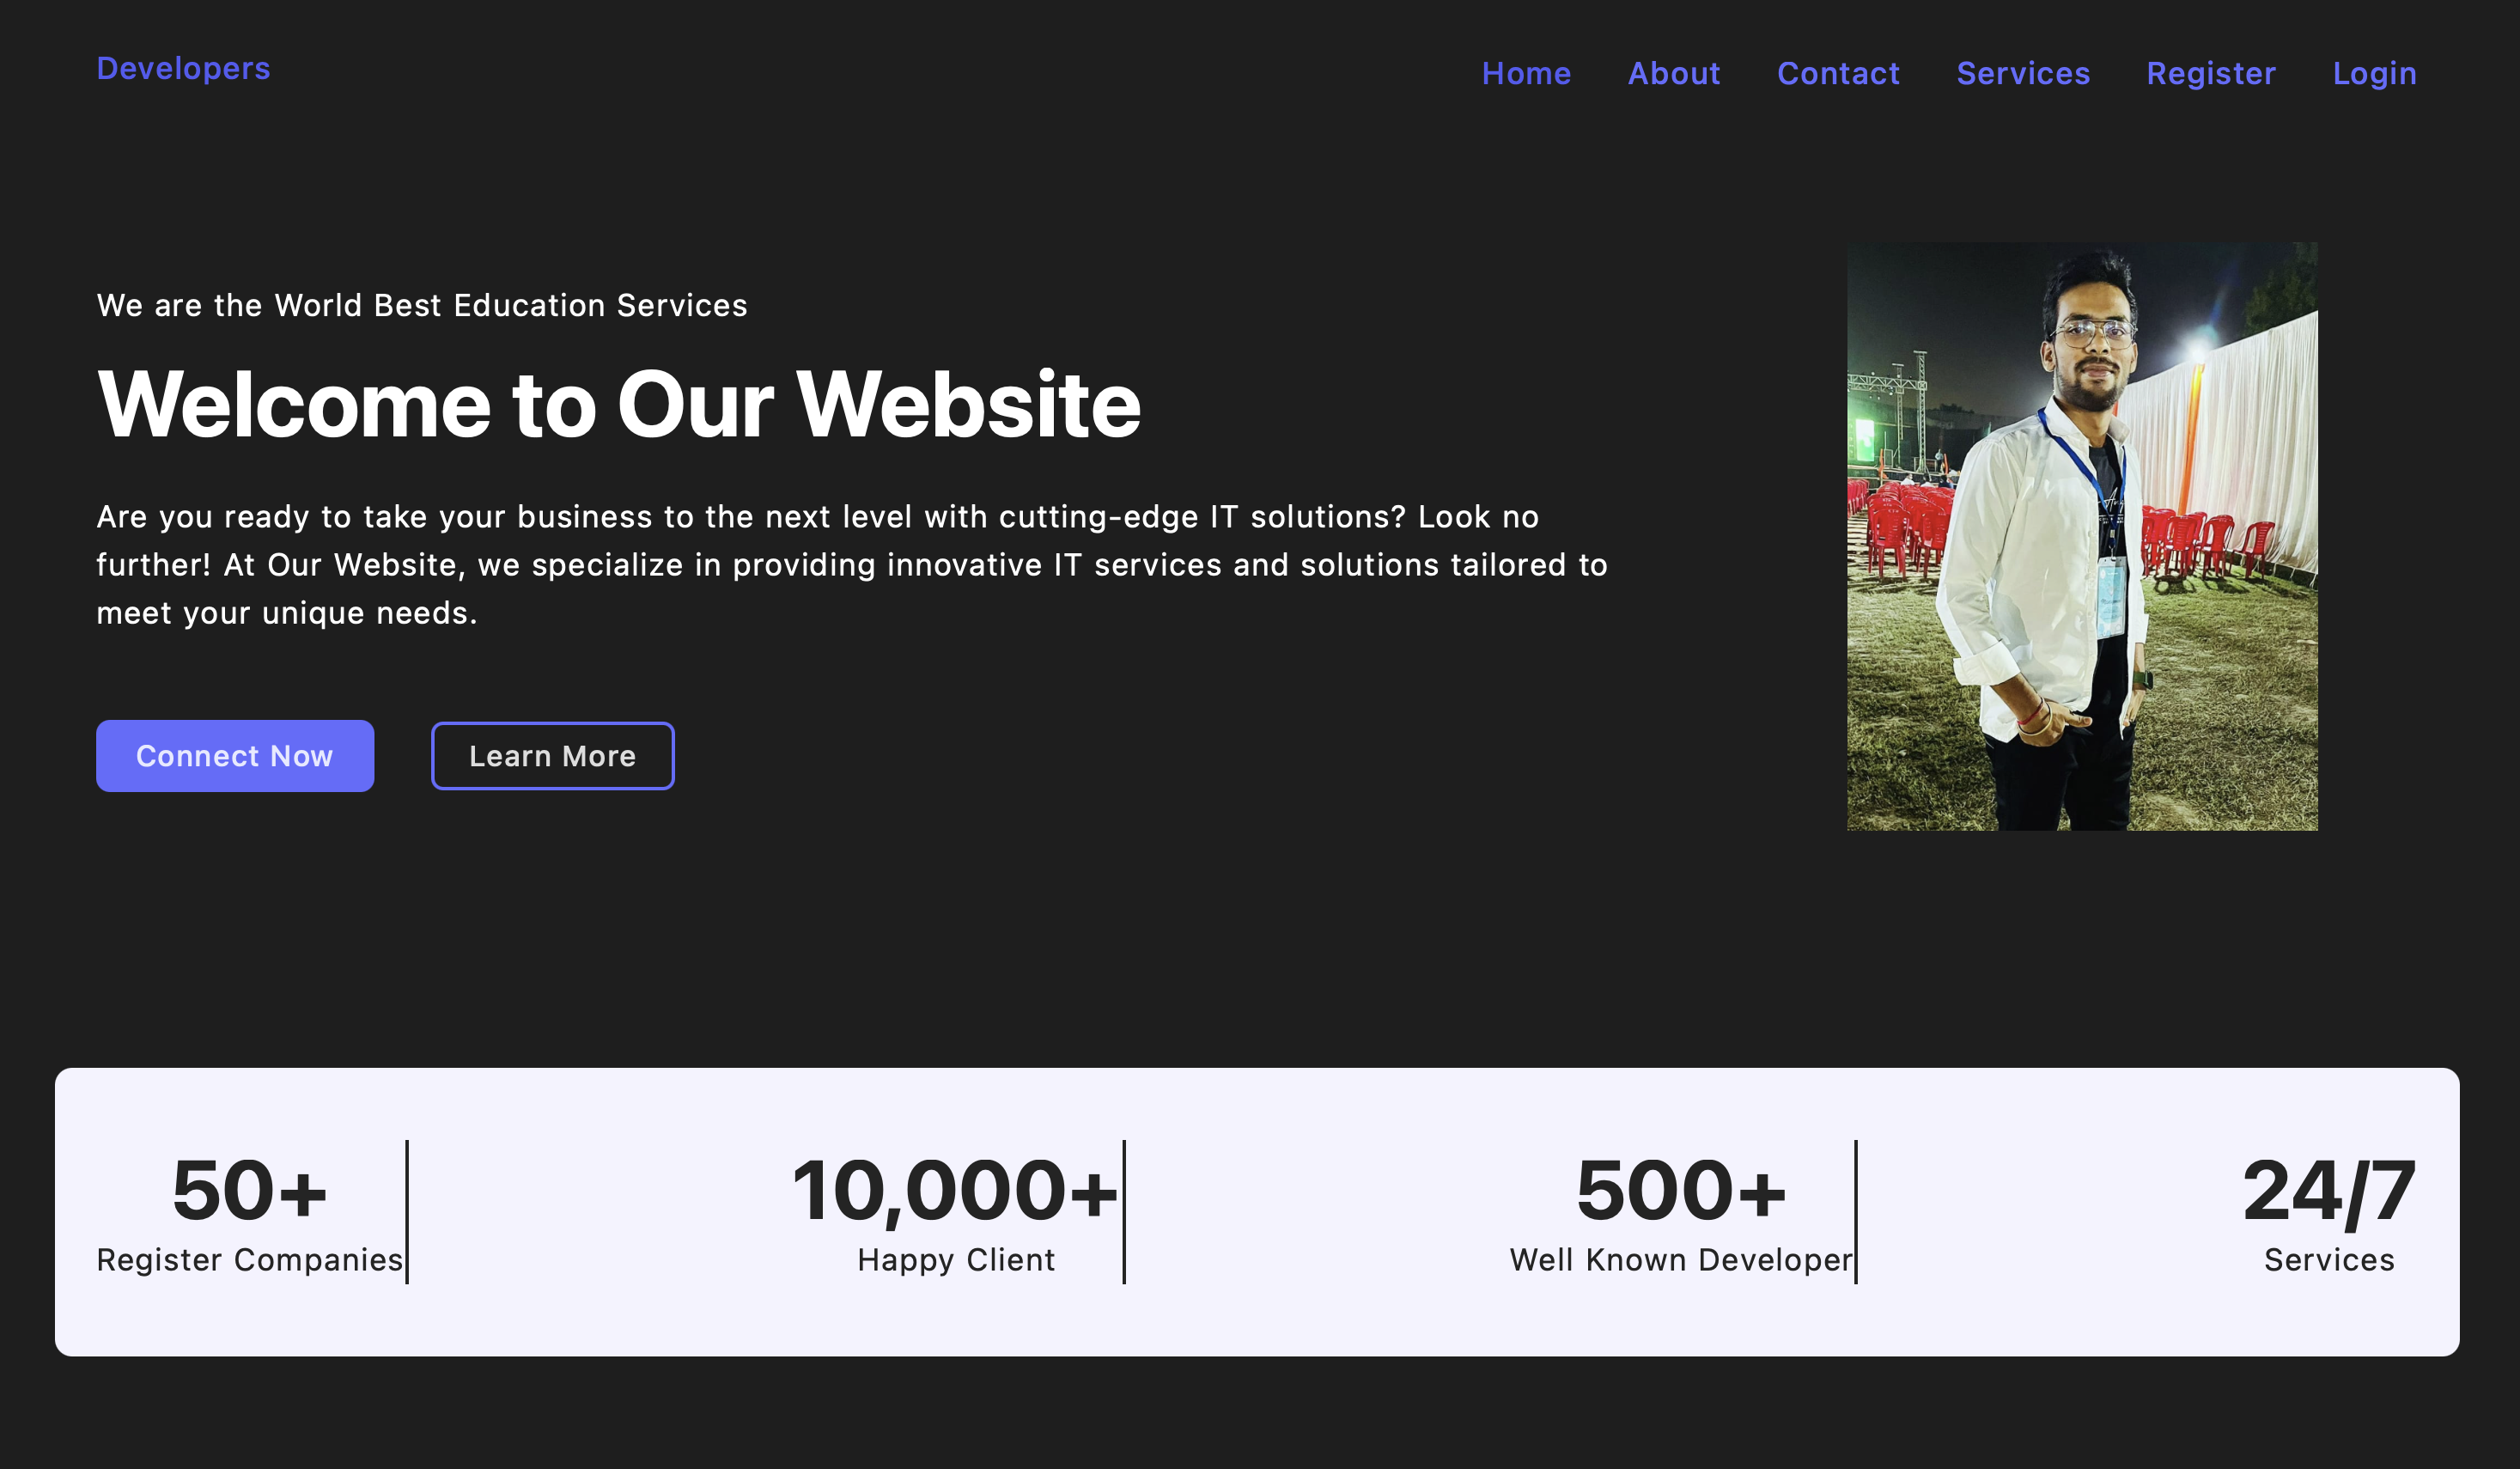 Developers
Home About Contact Services Register Login
We are the World Best Education Services
Welcome to Our Website
Are you ready to take your business to the next level with cutting-edge IT solutions? Look no
further! At Our Website, we specialize in providing innovative IT services and solutions tailored to
meet your unique needs.
Connect Now Learn More
50+
Register Companies
10,000+
Happy Client
500+
Well Known Developer
24/7
Services